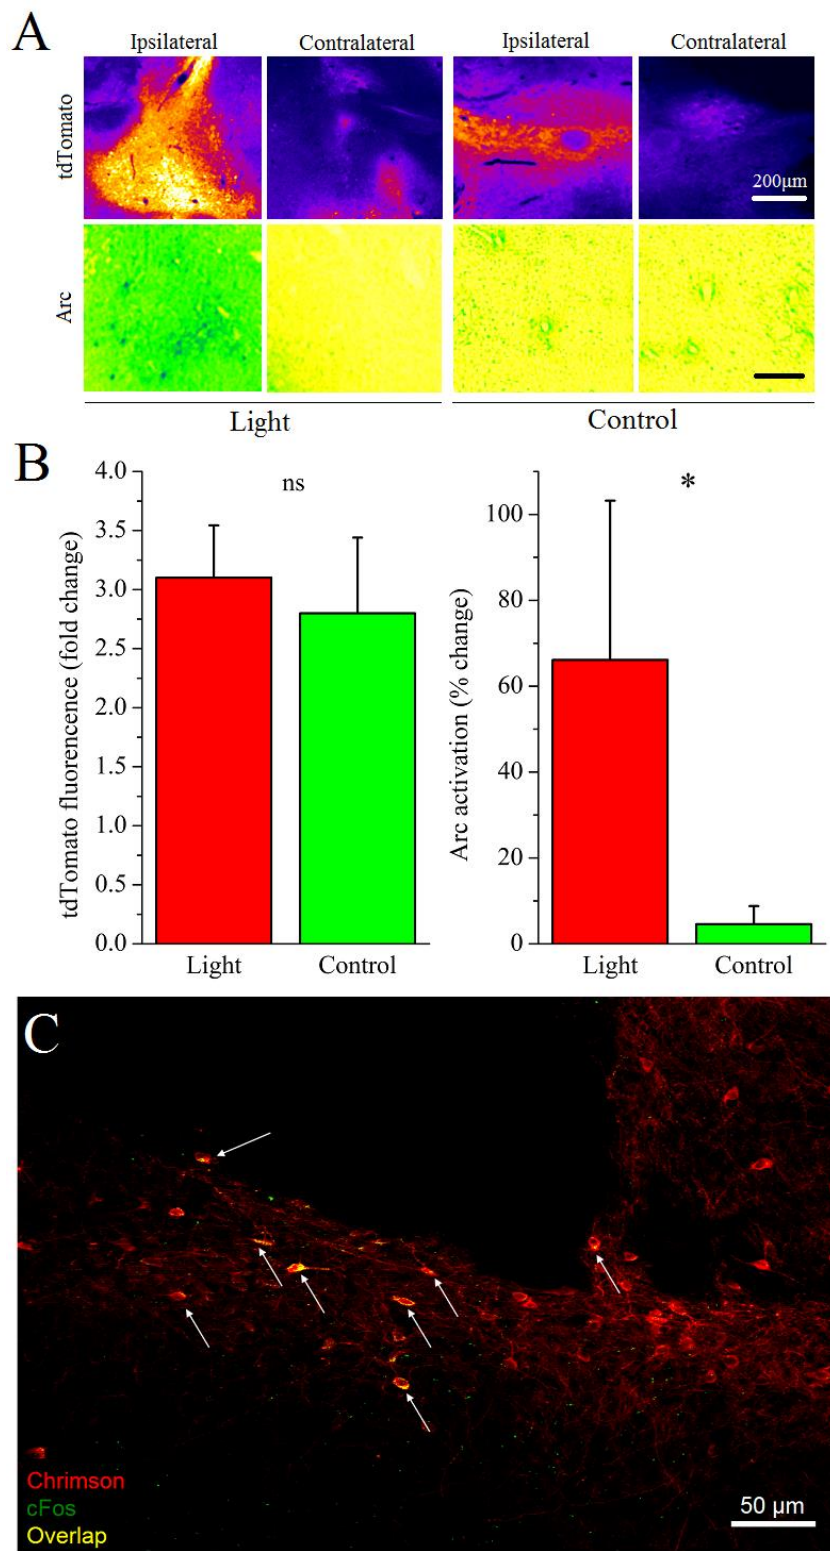 A
Ipsilateral Contralateral Ipsilateral Contralateral
tdTomato
200μm
Arc
Light Control
B
tdTomato fluorencence (fold change)
4.0
3.5
3.0
2.5
2.0
1.5
1.0
0.5
0.0
ns
Light Control
Arc activation (% change)
100
80
60
40
20
0
*
Light Control
C
Chrimson
cFos
Overlap
50 μm